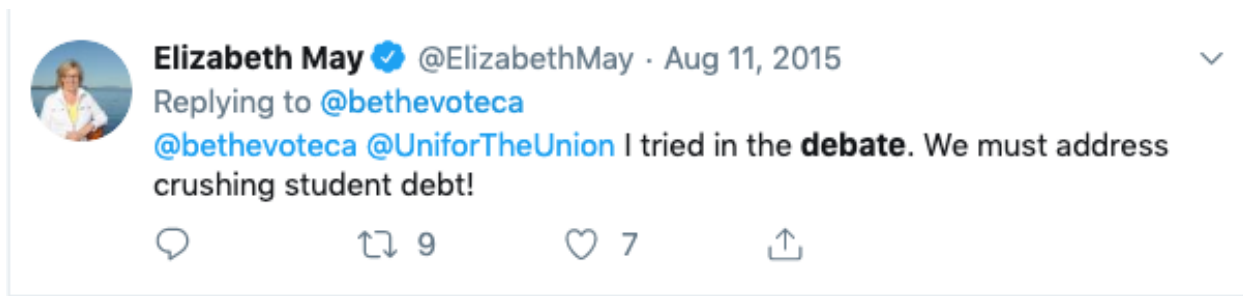 Elizabeth May @ElizabethMay · Aug 11, 2015
Replying to @bethevoteca
@bethevoteca @UniforTheUnion I tried in the debate. We must address
crushing student debt!
9 7